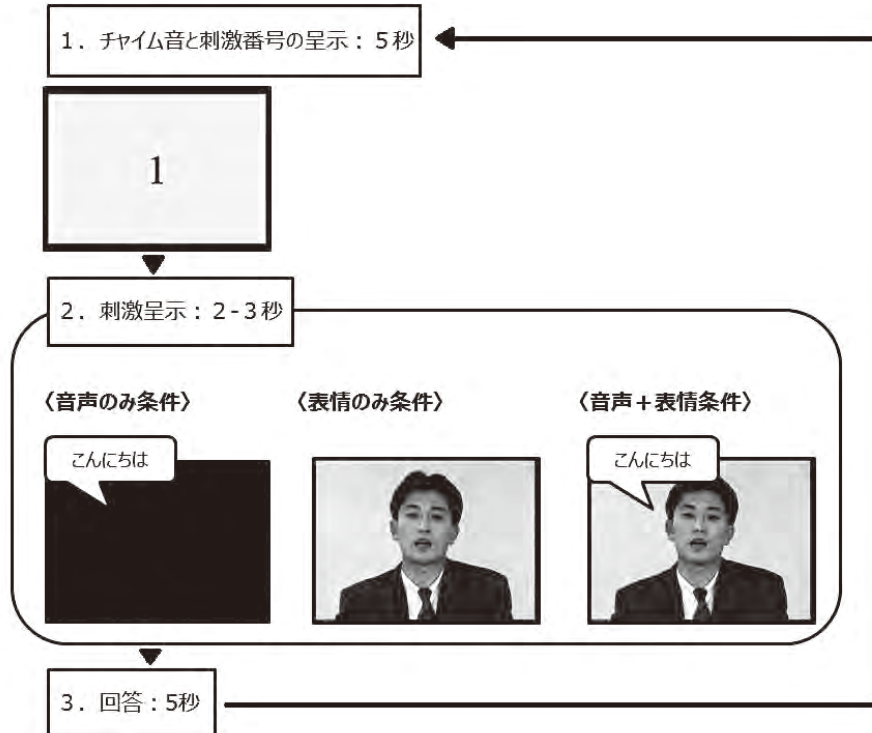 1．チャイム音と刺激番号の呈示：5秒
1
2．刺激呈示：2-3秒
〈音声のみ条件〉
〈表情のみ条件〉
〈音声＋表情条件〉
こんにちは
こんにちは
3．回答：5秒